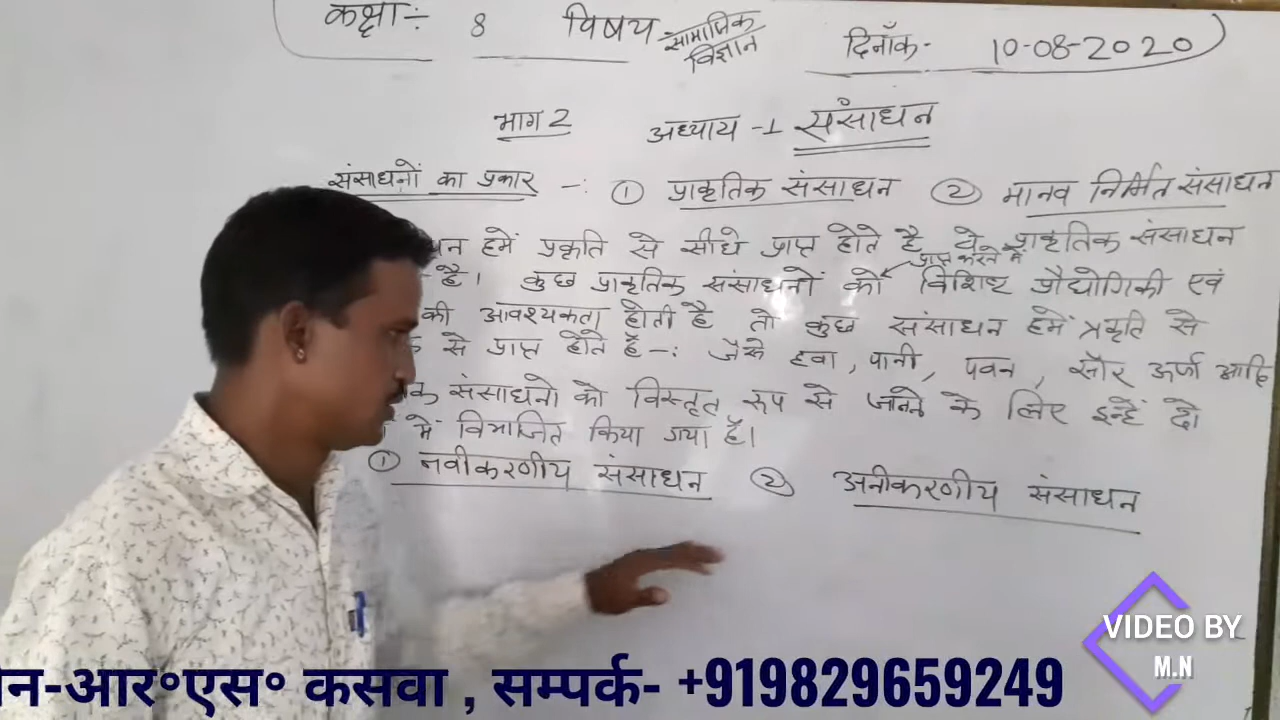 कक्षा:- 8 विषय - सामाजिक विज्ञान दिनाँक- 10-08-2020
भाग 2 अध्याय -1 संसाधन
संसाधनों का प्रकार -: ① प्राकृतिक संसाधन ② मानव निर्मित संसाधन
धन हमें प्रकृति से सीधे प्राप्त होते है ये प्राकृतिक संसाधन
प्राप्त करने में
है। कुछ प्राकृतिक संसाधनों को विशिष्ट प्रौद्योगिकी एवं
की आवश्यकता होती है तो कुछ संसाधन हमें प्रकृति से
से प्राप्त होते है -: जैसे हवा, पानी, पवन, सौर ऊर्जा आदि
क संसाधनो को विस्तृत रूप से जानने के लिए इन्हें दो
में विभाजित किया गया है।
① नवीकरणीय संसाधन ② अनीकरणीय संसाधन
VIDEO BY
M.N
न-आर॰एस॰ कसवा , सम्पर्क- +919829659249